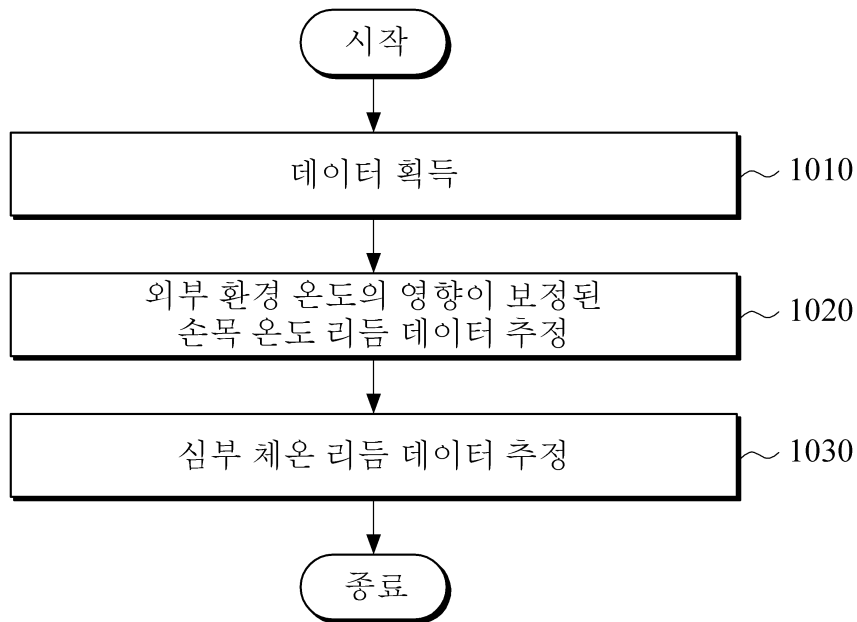 시작
데이터 획득
1010
외부 환경 온도의 영향이 보정된
손목 온도 리듬 데이터 추정
1020
심부 체온 리듬 데이터 추정
1030
종료